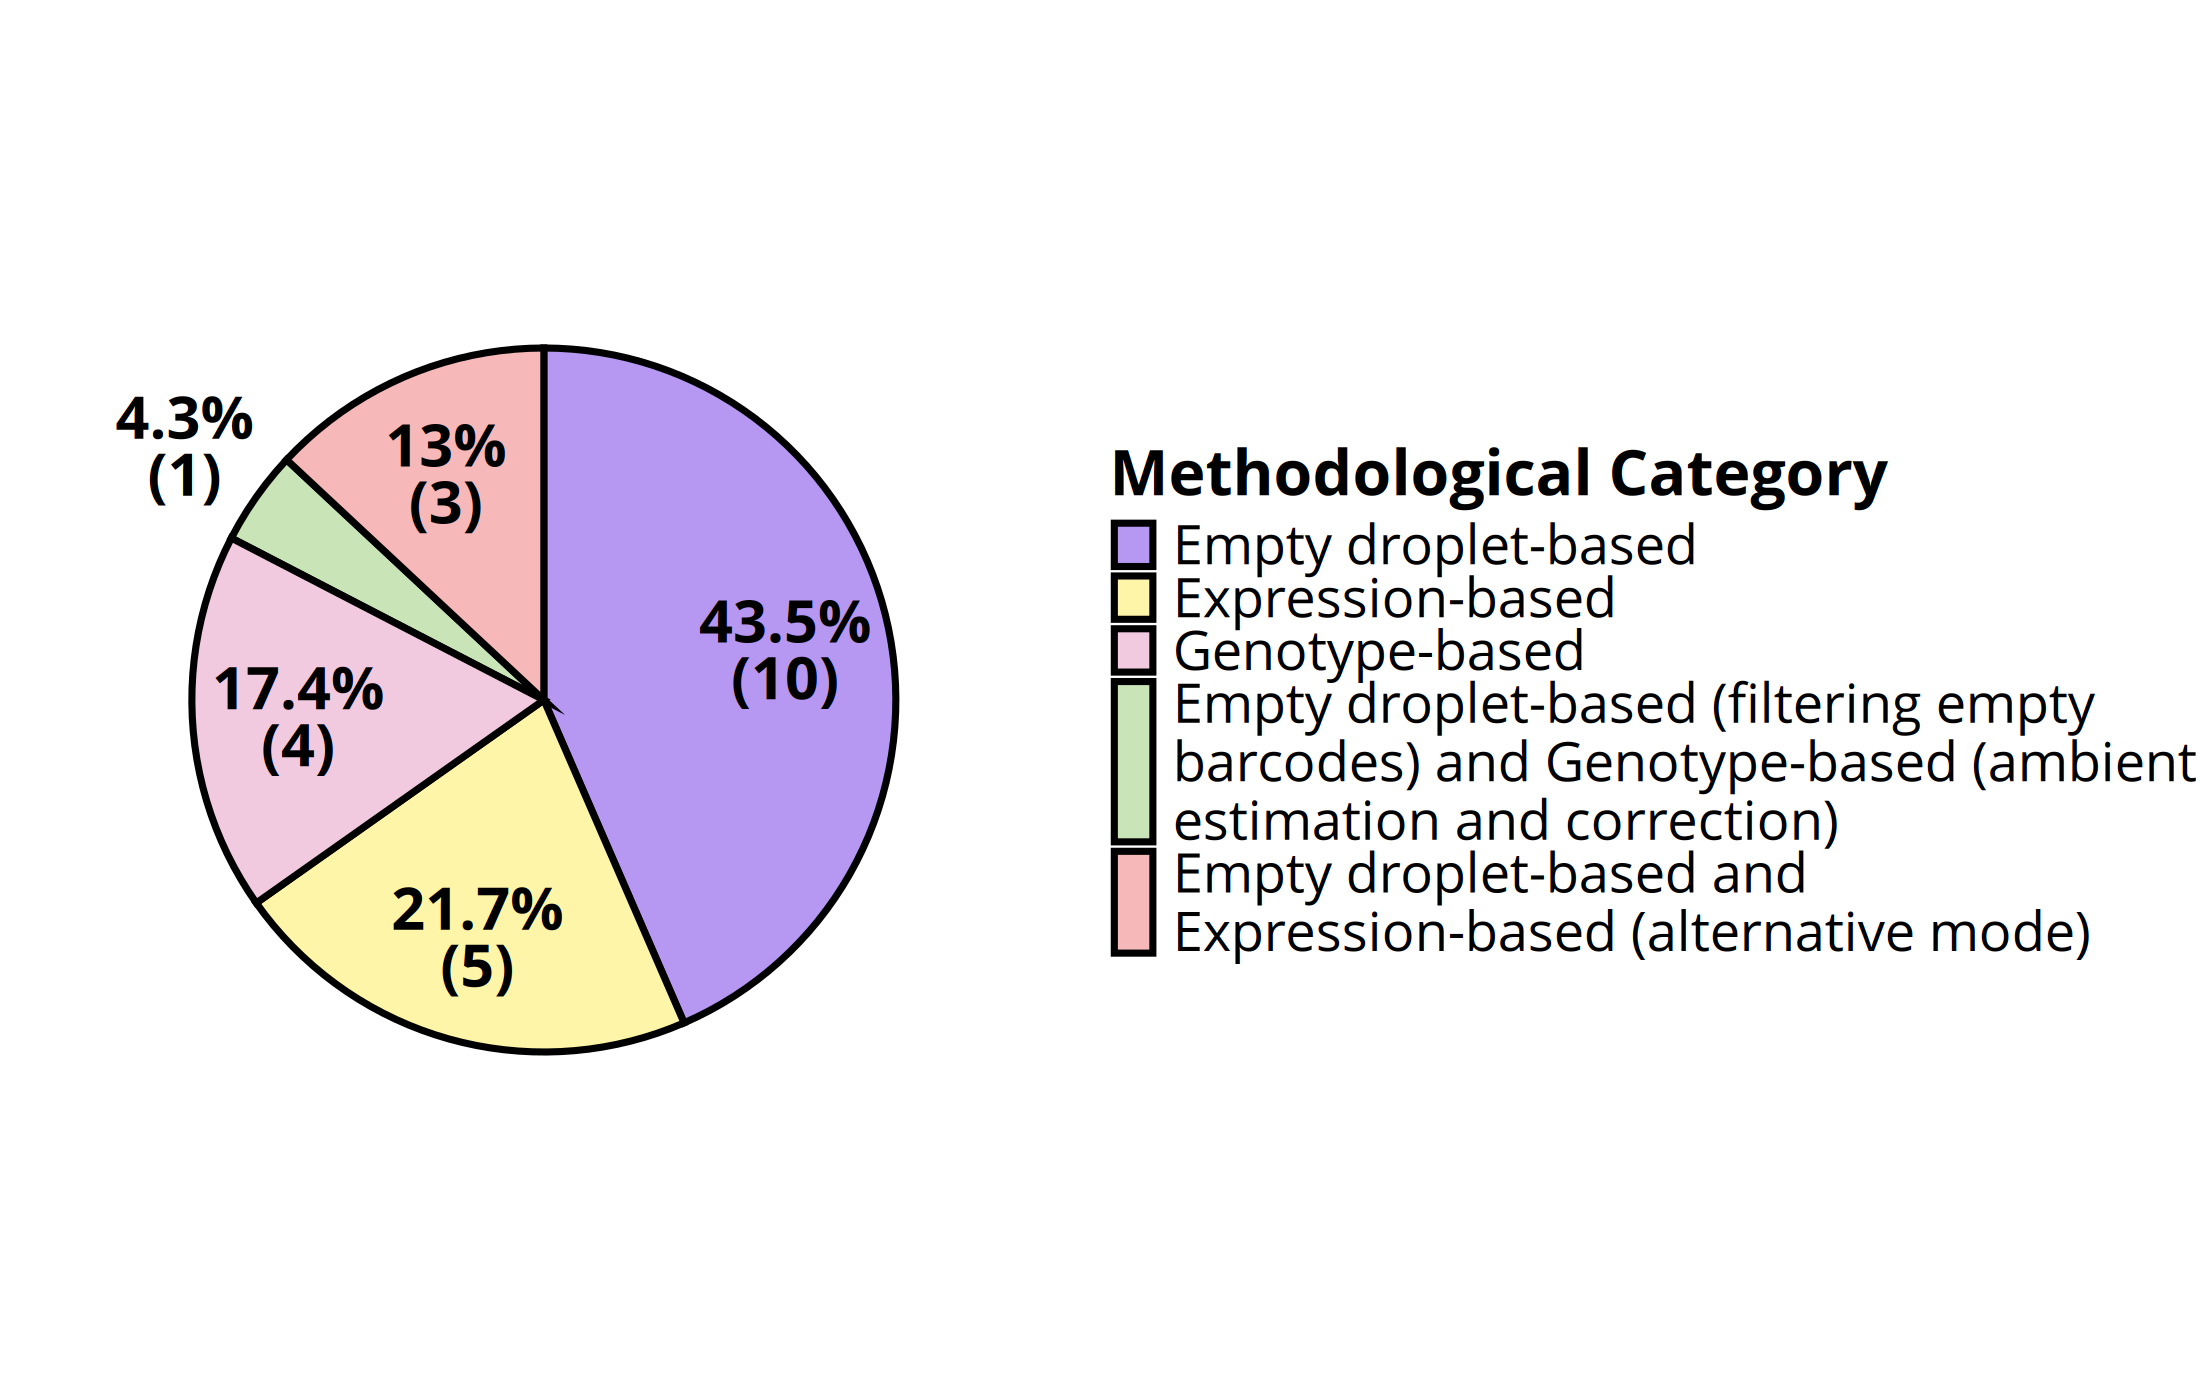 4.3%
(1)
13%
(3)
43.5%
(10)
17.4%
(4)
21.7%
(5)
Methodological Category
Empty droplet-based
Expression-based
Genotype-based
Empty droplet-based (filtering empty
barcodes) and Genotype-based (ambient
estimation and correction)
Empty droplet-based and
Expression-based (alternative mode)